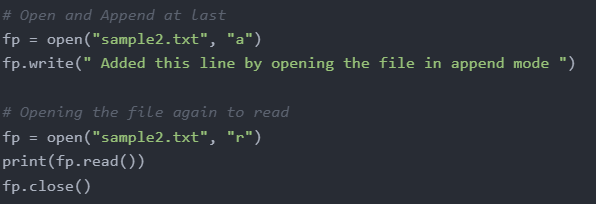 # Open and Append at last
fp = open("sample2.txt", "a")
fp.write(" Added this line by opening the file in append mode ")
# Opening the file again to read
fp = open("sample2.txt", "r")
print(fp.read())
fp.close()